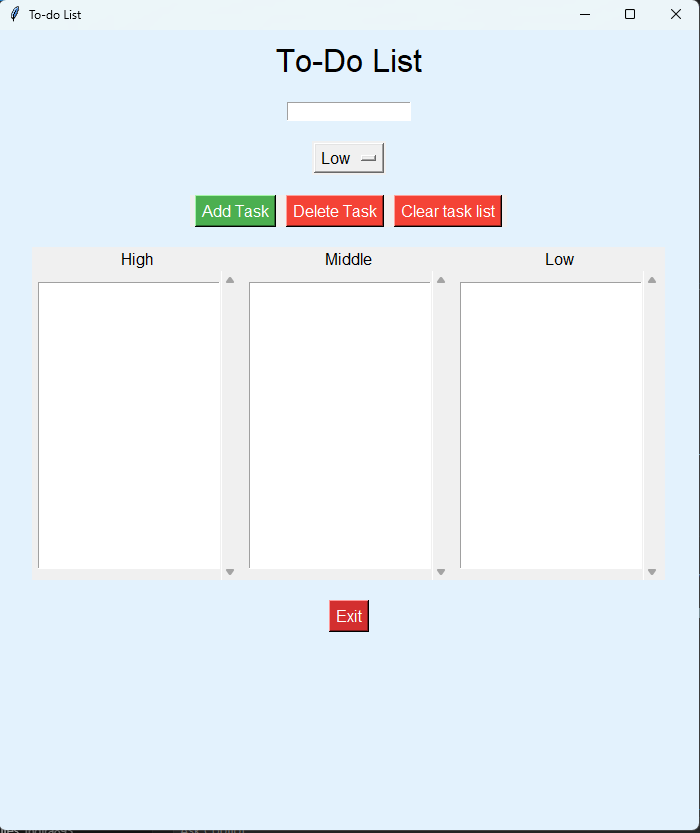 To-do List
To-Do List
Low
Add Task Delete Task Clear task list
High Middle Low
Exit